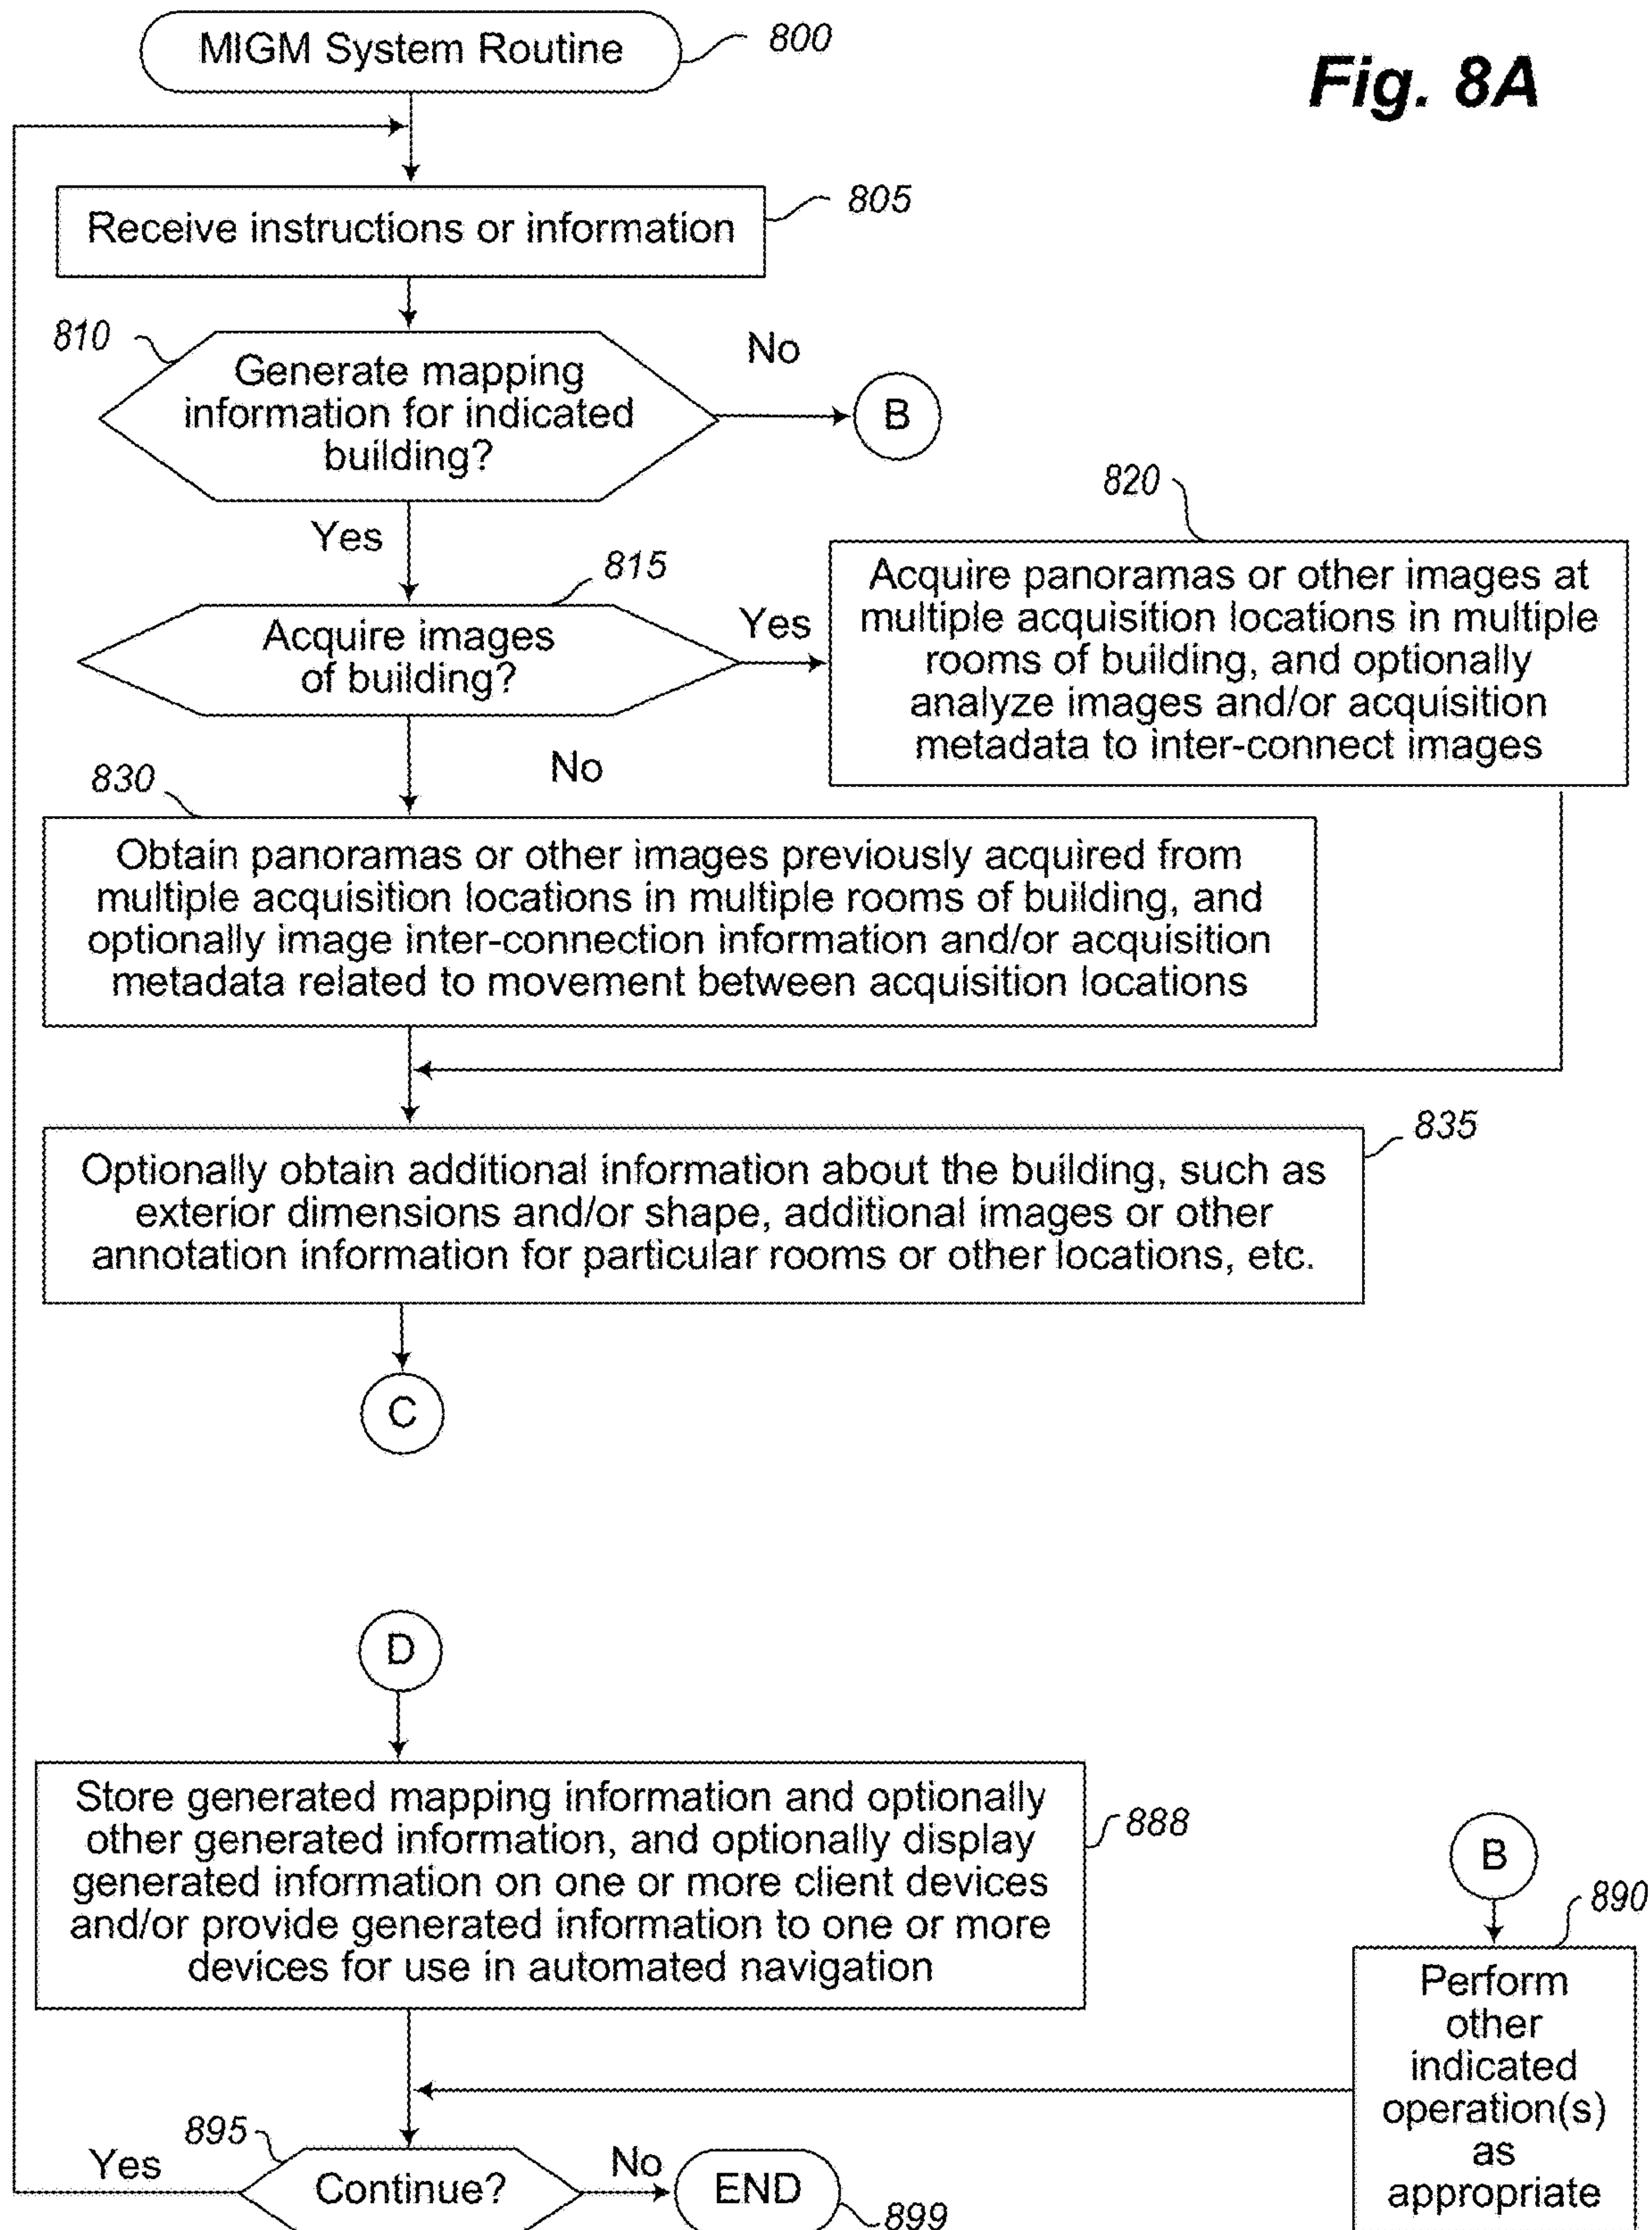 MIGM System Routine
800
Fig. 8A
Receive instructions or information
805
810
Generate mapping
information for indicated
building?
No
B
Yes
815
Acquire images
of building?
Yes
820
Acquire panoramas or other images at
multiple acquisition locations in multiple
rooms of building, and optionally
analyze images and/or acquisition
metadata to inter-connect images
No
830
Obtain panoramas or other images previously acquired from
multiple acquisition locations in multiple rooms of building, and
optionally image inter-connection information and/or acquisition
metadata related to movement between acquisition locations
835
Optionally obtain additional information about the building, such as
exterior dimensions and/or shape, additional images or other
annotation information for particular rooms or other locations, etc.
C
D
Store generated mapping information and optionally
other generated information, and optionally display
generated information on one or more client devices
and/or provide generated information to one or more
devices for use in automated navigation
888
B
890
Perform
other
indicated
operation(s)
as
appropriate
895
Yes
Continue?
No
END
899